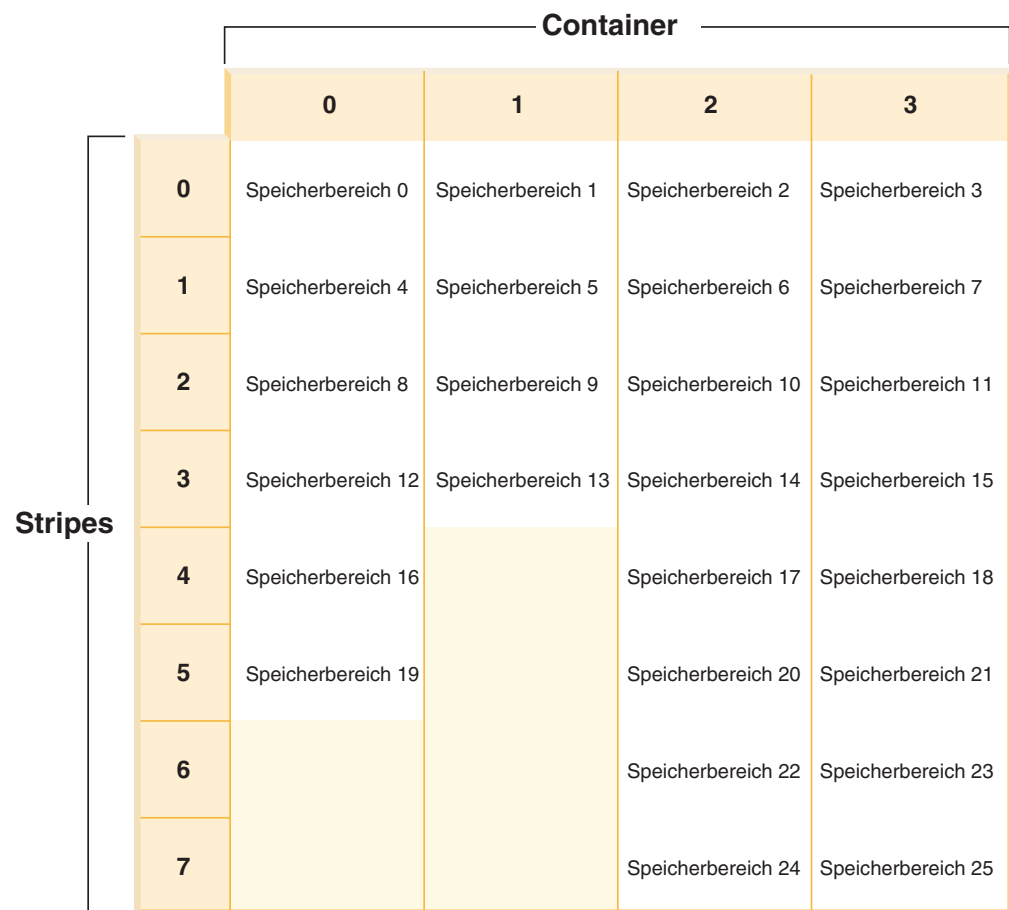 Container
0 1 2 3
0 Speicherbereich 0 Speicherbereich 1 Speicherbereich 2 Speicherbereich 3
1 Speicherbereich 4 Speicherbereich 5 Speicherbereich 6 Speicherbereich 7
2 Speicherbereich 8 Speicherbereich 9 Speicherbereich 10 Speicherbereich 11
3 Speicherbereich 12 Speicherbereich 13 Speicherbereich 14 Speicherbereich 15
Stripes
4 Speicherbereich 16 Speicherbereich 17 Speicherbereich 18
5 Speicherbereich 19 Speicherbereich 20 Speicherbereich 21
6 Speicherbereich 22 Speicherbereich 23
7 Speicherbereich 24 Speicherbereich 25